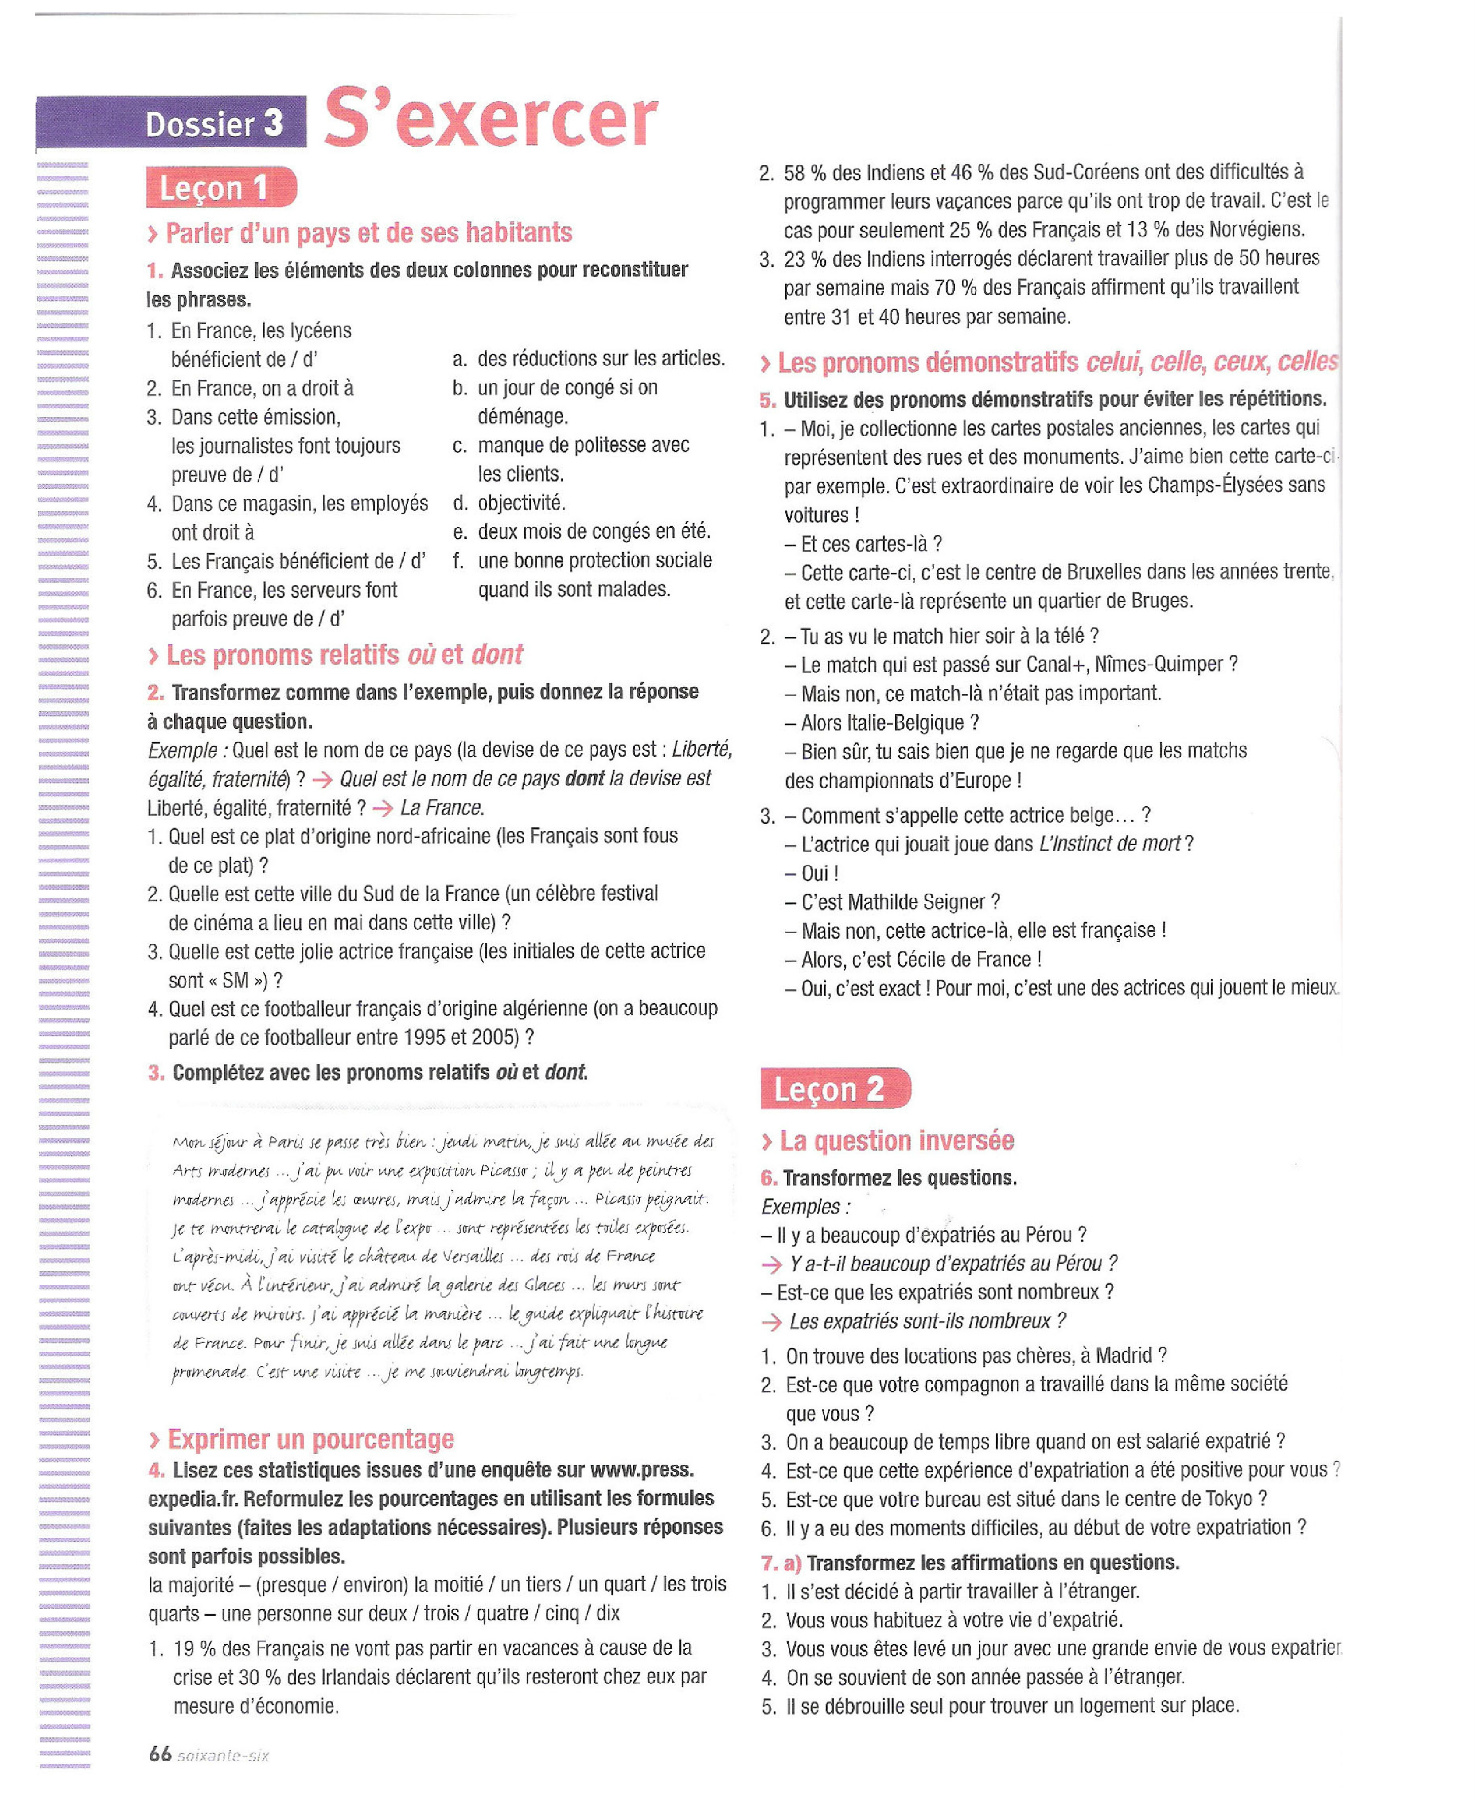 Dossier 3 S'exercer
Leçon 1
› Parler d'un pays et de ses habitants
1. Associez les éléments des deux colonnes pour reconstituer
les phrases.
1. En France, les lycéens
bénéficient de / d'
2. En France, on a droit à
3. Dans cette émission,
les journalistes font toujours
preuve de / d'
4. Dans ce magasin, les employés
ont droit à
5. Les Français bénéficient de / d'
6. En France, les serveurs font
parfois preuve de / d'
a. des réductions sur les articles.
b. un jour de congé si on
déménage.
c. manque de politesse avec
les clients.
d. objectivité.
e. deux mois de congés en été.
f. une bonne protection sociale
quand ils sont malades.
› Les pronoms relatifs où et dont
2. Transformez comme dans l'exemple, puis donnez la réponse
à chaque question.
Exemple : Quel est le nom de ce pays (la devise de ce pays est : Liberté,
égalité, fraternité) ? → Quel est le nom de ce pays dont la devise est
Liberté, égalité, fraternité ? → La France.
1. Quel est ce plat d'origine nord-africaine (les Français sont fous
de ce plat) ?
2. Quelle est cette ville du Sud de la France (un célèbre festival
de cinéma a lieu en mai dans cette ville) ?
3. Quelle est cette jolie actrice française (les initiales de cette actrice
sont « SM ») ?
4. Quel est ce footballeur français d'origine algérienne (on a beaucoup
parlé de ce footballeur entre 1995 et 2005) ?
3. Complétez avec les pronoms relatifs où et dont.
Mon séjour à Paris se passe très bien : jeudi matin, je suis allée au musée des
Arts modernes ... j'ai pu voir une exposition Picasso ; il y a peu de peintres
modernes ... j'apprécie les œuvres, mais j'admire la façon ... Picasso peignait.
Je te montrerai le catalogue de l'expo ... sont représentées les toiles exposées.
L'après-midi, j'ai visité le château de Versailles ... des rois de France
ont vécu. À l'intérieur, j'ai admiré la galerie des Glaces ... les murs sont
couverts de miroirs. J'ai apprécié la manière ... le guide expliquait l'histoire
de France. Pour finir, je suis allée dans le parc ... j'ai fait une longue
promenade. C'est une visite ... je me souviendrai longtemps.
› Exprimer un pourcentage
4. Lisez ces statistiques issues d'une enquête sur www.press.
expedia.fr. Reformulez les pourcentages en utilisant les formules
suivantes (faites les adaptations nécessaires). Plusieurs réponses
sont parfois possibles.
la majorité – (presque / environ) la moitié / un tiers / un quart / les trois
quarts – une personne sur deux / trois / quatre / cinq / dix
1. 19 % des Français ne vont pas partir en vacances à cause de la
crise et 30 % des Irlandais déclarent qu'ils resteront chez eux par
mesure d'économie.
66 soixante-six
2. 58 % des Indiens et 46 % des Sud-Coréens ont des difficultés à
programmer leurs vacances parce qu'ils ont trop de travail. C'est le
cas pour seulement 25 % des Français et 13 % des Norvégiens.
3. 23 % des Indiens interrogés déclarent travailler plus de 50 heures
par semaine mais 70 % des Français affirment qu'ils travaillent
entre 31 et 40 heures par semaine.
› Les pronoms démonstratifs celui, celle, ceux, celles
5. Utilisez des pronoms démonstratifs pour éviter les répétitions.
1. – Moi, je collectionne les cartes postales anciennes, les cartes qui
représentent des rues et des monuments. J'aime bien cette carte-ci
par exemple. C'est extraordinaire de voir les Champs-Élysées sans
voitures !
– Et ces cartes-là ?
– Cette carte-ci, c'est le centre de Bruxelles dans les années trente,
et cette carte-là représente un quartier de Bruges.
2. – Tu as vu le match hier soir à la télé ?
– Le match qui est passé sur Canal+, Nîmes-Quimper ?
– Mais non, ce match-là n'était pas important.
– Alors Italie-Belgique ?
– Bien sûr, tu sais bien que je ne regarde que les matchs
des championnats d'Europe !
3. – Comment s'appelle cette actrice belge... ?
– L'actrice qui jouait joue dans L'Instinct de mort ?
– Oui !
– C'est Mathilde Seigner ?
– Mais non, cette actrice-là, elle est française !
– Alors, c'est Cécile de France !
– Oui, c'est exact ! Pour moi, c'est une des actrices qui jouent le mieux.
Leçon 2
› La question inversée
6. Transformez les questions.
Exemples :
– Il y a beaucoup d'expatriés au Pérou ?
→ Y a-t-il beaucoup d'expatriés au Pérou ?
– Est-ce que les expatriés sont nombreux ?
→ Les expatriés sont-ils nombreux ?
1. On trouve des locations pas chères, à Madrid ?
2. Est-ce que votre compagnon a travaillé dans la même société
que vous ?
3. On a beaucoup de temps libre quand on est salarié expatrié ?
4. Est-ce que cette expérience d'expatriation a été positive pour vous ?
5. Est-ce que votre bureau est situé dans le centre de Tokyo ?
6. Il y a eu des moments difficiles, au début de votre expatriation ?
7. a) Transformez les affirmations en questions.
1. Il s'est décidé à partir travailler à l'étranger.
2. Vous vous habituez à votre vie d'expatrié.
3. Vous vous êtes levé un jour avec une grande envie de vous expatrier.
4. On se souvient de son année passée à l'étranger.
5. Il se débrouille seul pour trouver un logement sur place.